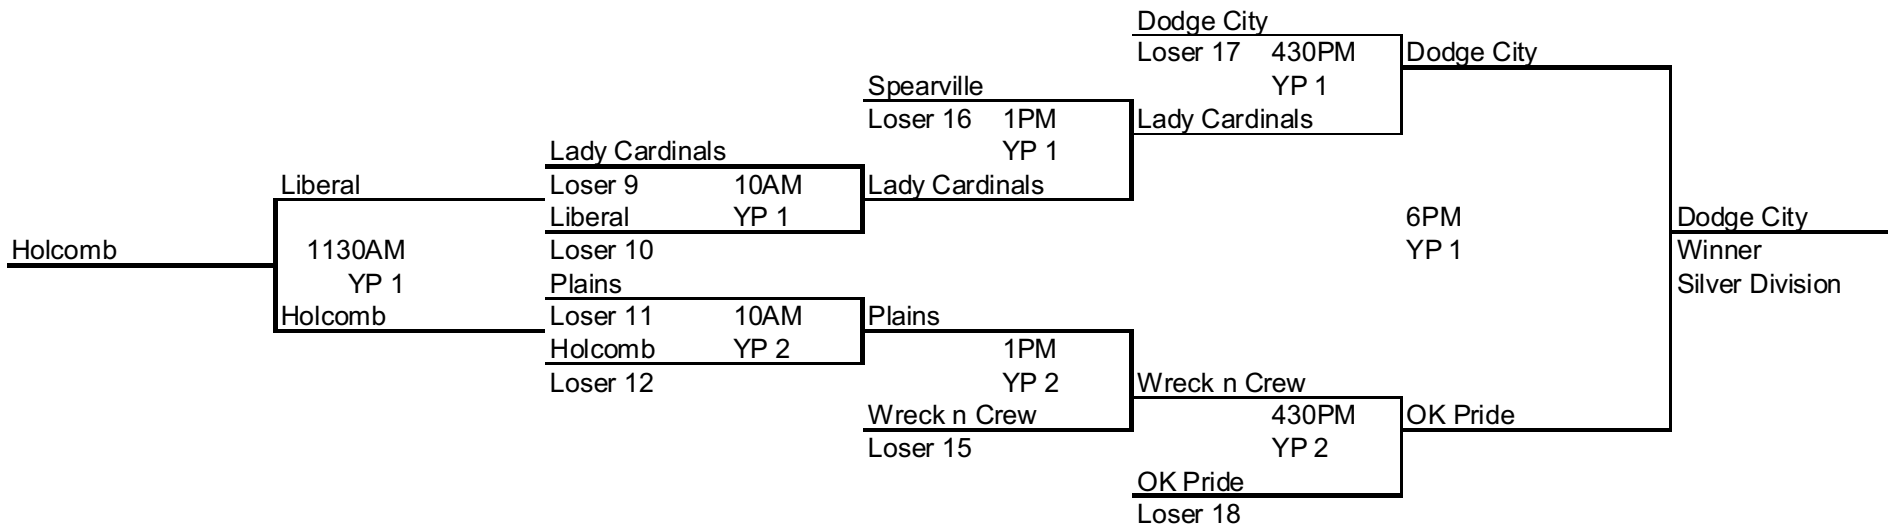 Dodge City
Loser 17 430PM Dodge City
Spearville YP 1
Loser 16 1PM Lady Cardinals
Lady Cardinals YP 1
Liberal Loser 9 10AM Lady Cardinals
Liberal YP 1 6PM Dodge City
Holcomb 1130AM Loser 10 YP 1 Winner
YP 1 Plains Silver Division
Holcomb Loser 11 10AM Plains
Holcomb YP 2 1PM
Loser 12 YP 2 Wreck n Crew
Wreck n Crew 430PM OK Pride
Loser 15 YP 2
OK Pride
Loser 18